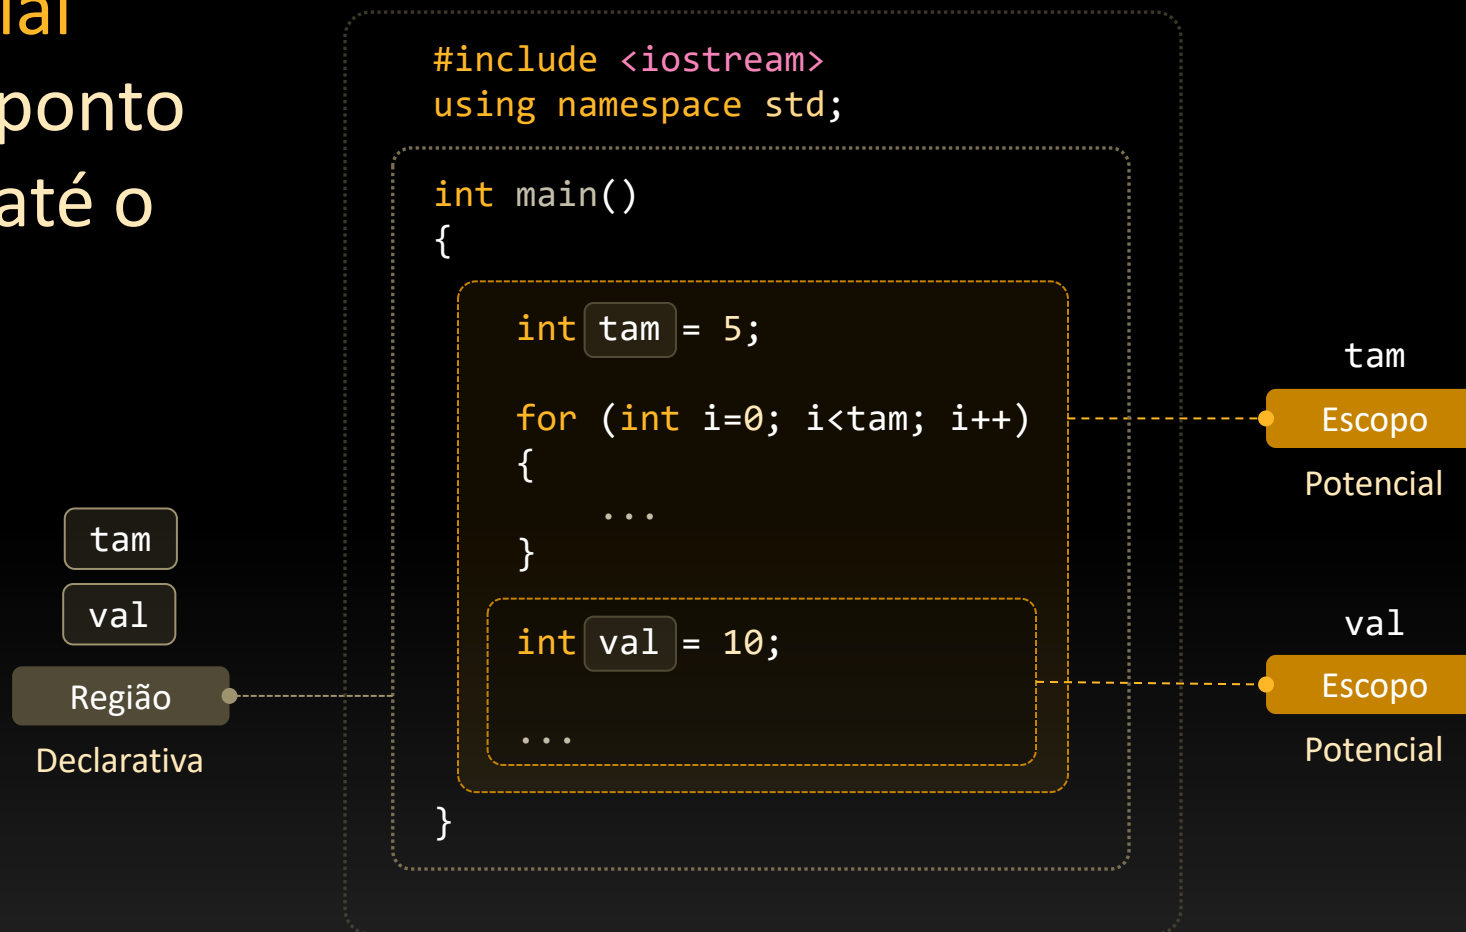 ial
ponto
até o
#include <iostream>
using namespace std;
int main()
{
int tam = 5;
for (int i=0; i<tam; i++)
{
...
}
int val = 10;
...
}
tam
val
Região
Declarativa
tam
Escopo
Potencial
val
Escopo
Potencial